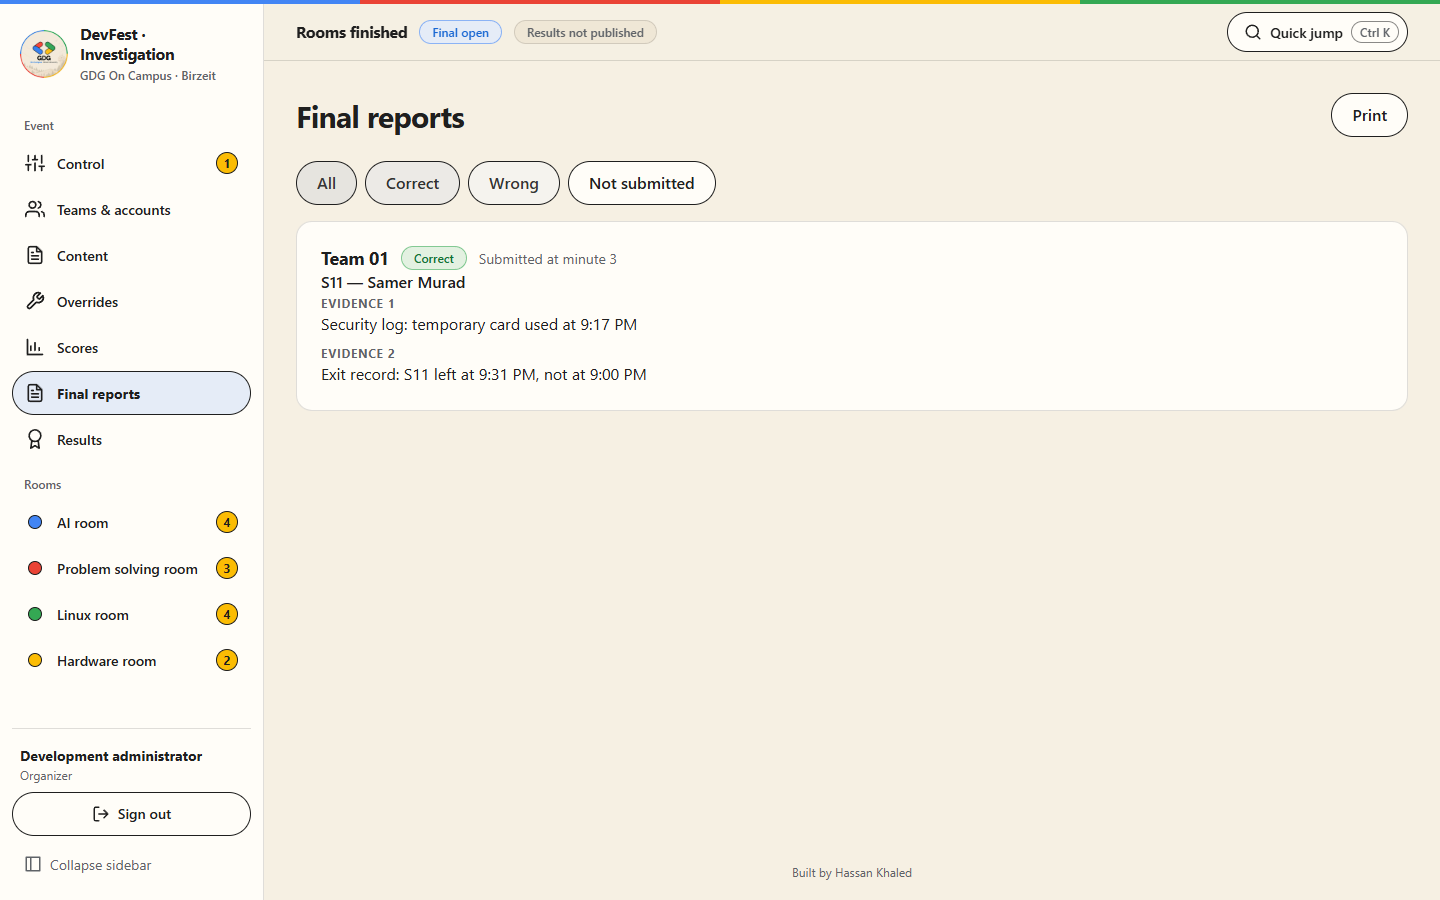 DevFest ·
Investigation
GDG On Campus · Birzeit
Event
Control 1
Teams & accounts
Content
Overrides
Scores
Final reports
Results
Rooms
AI room 4
Problem solving room 3
Linux room 4
Hardware room 2
Development administrator
Organizer
Sign out
Collapse sidebar
Rooms finished Final open Results not published
Quick jump Ctrl K
Final reports
Print
All Correct Wrong Not submitted
Team 01 Correct Submitted at minute 3
S11 — Samer Murad
EVIDENCE 1
Security log: temporary card used at 9:17 PM
EVIDENCE 2
Exit record: S11 left at 9:31 PM, not at 9:00 PM
Built by Hassan Khaled
GDG